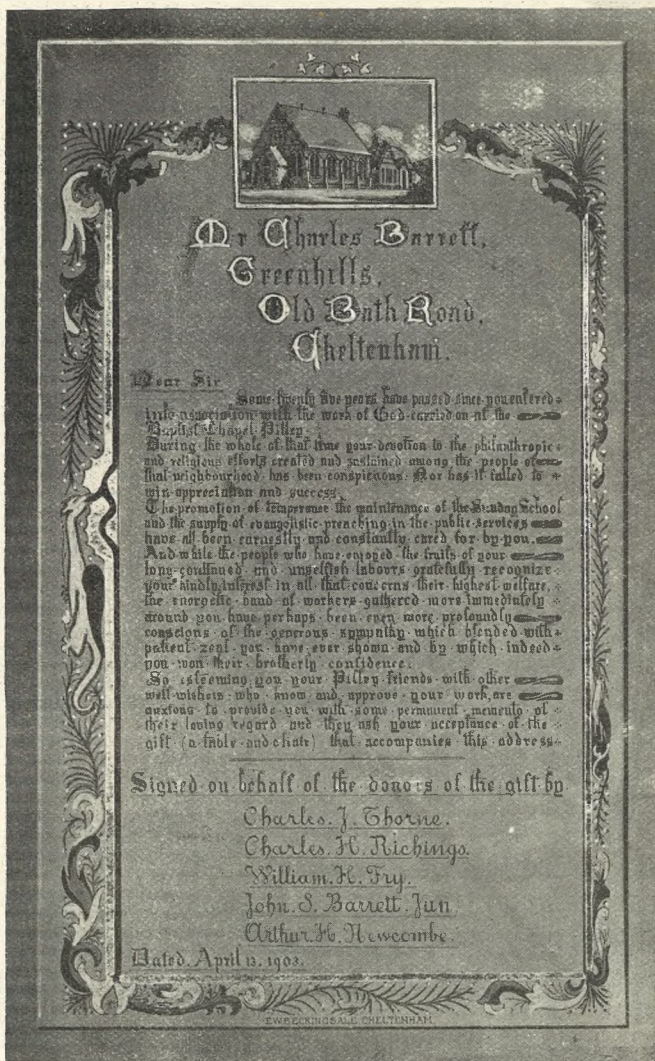 Mr Charles Barrett,
Greenhills,
Old Bath Road,
Cheltenham.
Dear Sir
Some twenty five years have passed since you entered
into association with the work of God carried on at the
Baptist Chapel Pilley.
During the whole of that time your devotion to the philanthropic
and religious efforts created and sustained among the people of
that neighbourhood has been conspicuous. Nor has it failed to
win appreciation and success.
The promotion of temperance the maintenance of the Sunday School
and the supply of evangelistic preaching in the public services
have all been earnestly and constantly cared for by you.
And while the people who have enjoyed the fruits of your
long continued and unselfish labours gratefully recognize
your kindly interest in all that concerns their highest welfare,
the energetic band of workers gathered more immediately
around you have perhaps been even more profoundly
conscious of the generous sympathy which blended with
patient zeal you have ever shown and by which indeed
you won their brotherly confidence.
So esteeming you your Pilley friends with other
well wishers who know and approve your work are
anxious to provide you with some permanent memento of
their loving regard and they ask your acceptance of the
gift (a table and chair) that accompanies this address
Signed on behalf of the donors of the gift by
Charles. J. Thorne.
Charles. H. Richings.
William. H. Fry.
John. S. Barrett. Jun
Arthur. H. Newcombe.
Dated. April 13. 1903.
E.W. BECKINGSALE CHELTENHAM